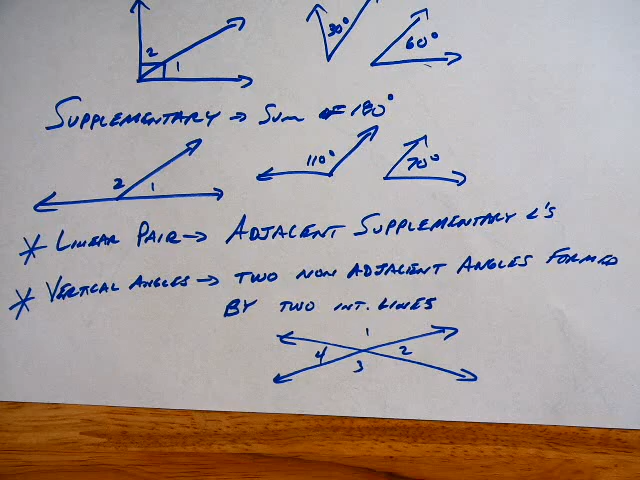 2 1 30° 60°
SUPPLEMENTARY → SUM OF 180°
2 1 110° 70°
* LINEAR PAIR → ADJACENT SUPPLEMENTARY ∠'S
* VERTICAL ANGLES → TWO NON ADJACENT ANGLES FORMED
BY TWO INT. LINES
1
4 2
3